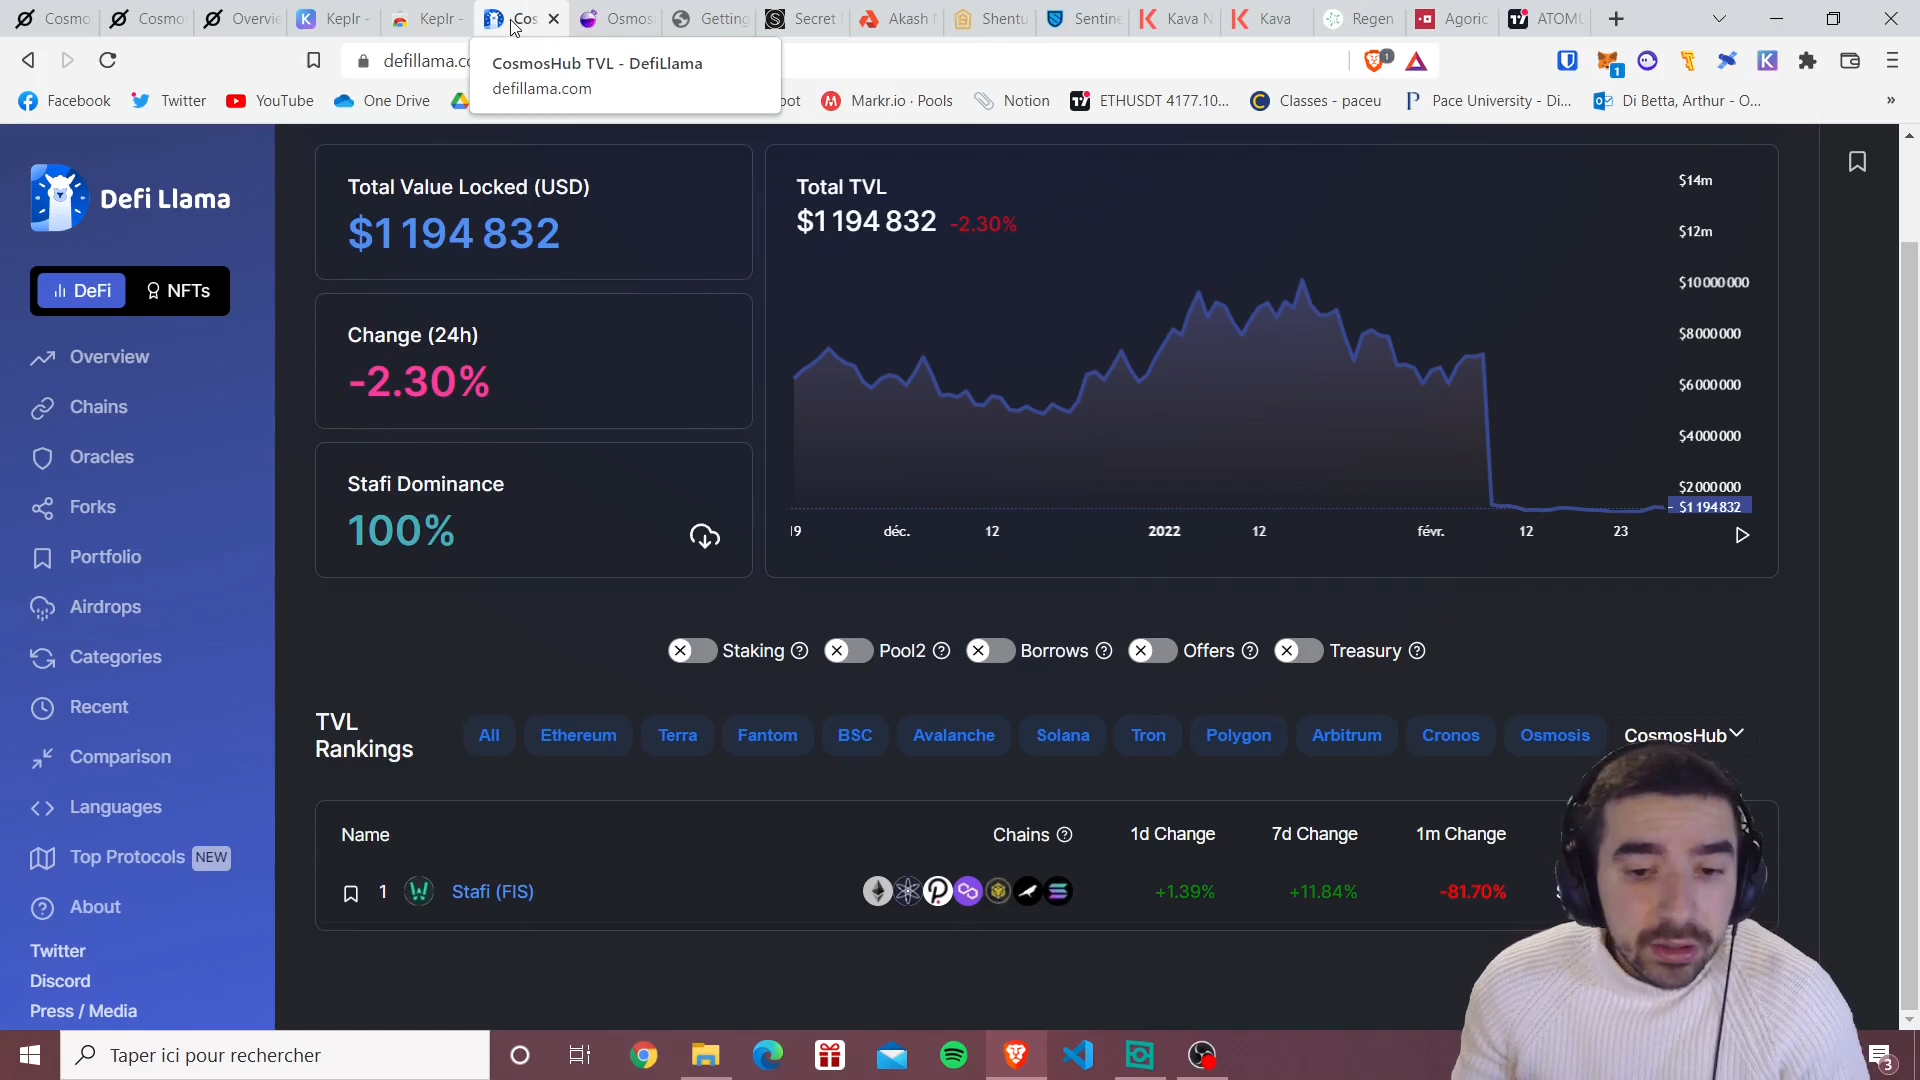 Cosmo
Cosmo
Overvie
Keplr -
Keplr -
Cos
Osmosi
Getting
Secret
Akash N
Shentu
Sentine
Kava N
Kava
Regen
Agoric
ATOMU
defillama.co
CosmosHub TVL - DefiLlama
defillama.com
1
1
Facebook
Twitter
YouTube
One Drive
Markr.io · Pools
Notion
ETHUSDT 4177.10...
Classes - paceu
Pace University - Di...
Di Betta, Arthur - O...
»
Defi Llama
DeFi
NFTs
Overview
Chains
Oracles
Forks
Portfolio
Airdrops
Categories
Recent
Comparison
Languages
Top Protocols NEW
About
Twitter
Discord
Press / Media
Total Value Locked (USD)
$1 194 832
Change (24h)
-2.30%
Stafi Dominance
100%
Total TVL
$1 194 832 -2.30%
$14m
$12m
$10 000 000
$8 000 000
$6 000 000
$4 000 000
$2 000 000
$1 194 832
19 déc. 12 2022 12 févr. 12 23
Staking
Pool2
Borrows
Offers
Treasury
TVL
Rankings
All
Ethereum
Terra
Fantom
BSC
Avalanche
Solana
Tron
Polygon
Arbitrum
Cronos
Osmosis
CosmosHub
Name Chains 1d Change 7d Change 1m Change
1 Stafi (FIS) +1.39% +11.84% -81.70%
Taper ici pour rechercher
3